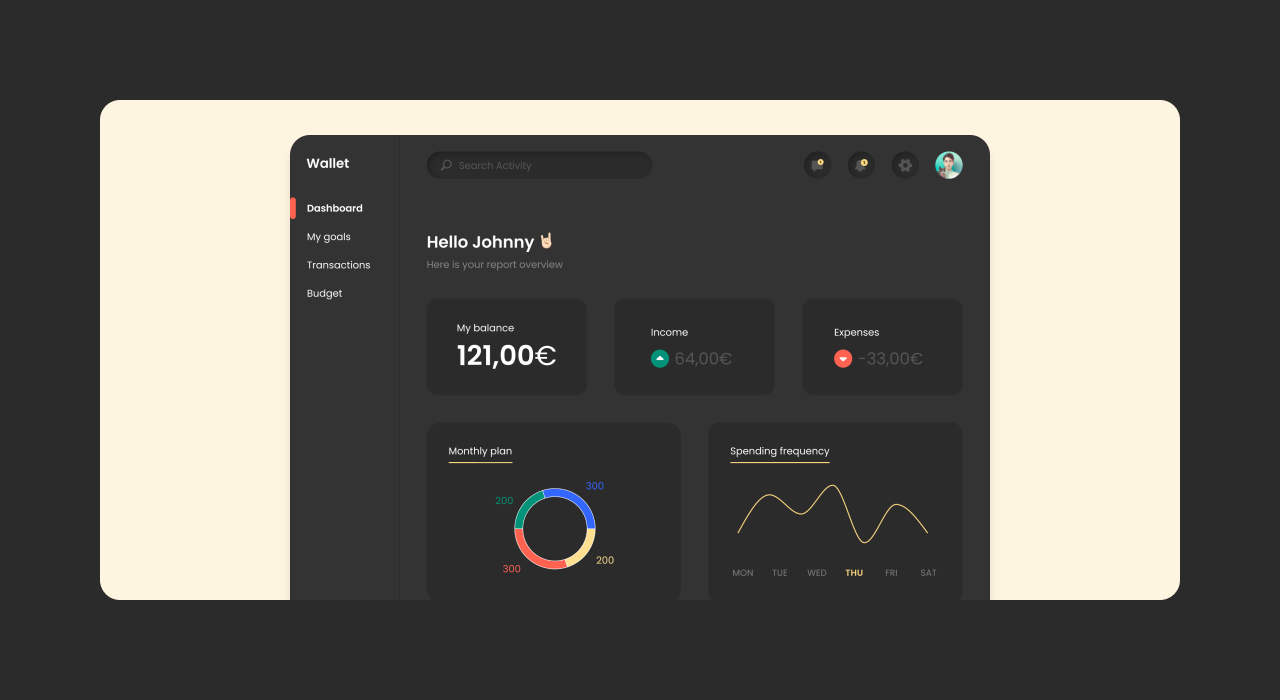 Wallet
Search Activity
1
1
Dashboard
My goals
Transactions
Budget
Hello Johnny 🤘🏻
Here is your report overview
My balance
121,00€
Income
64,00€
Expenses
-33,00€
Monthly plan
300
200
200
300
Spending frequency
MON TUE WED THU FRI SAT